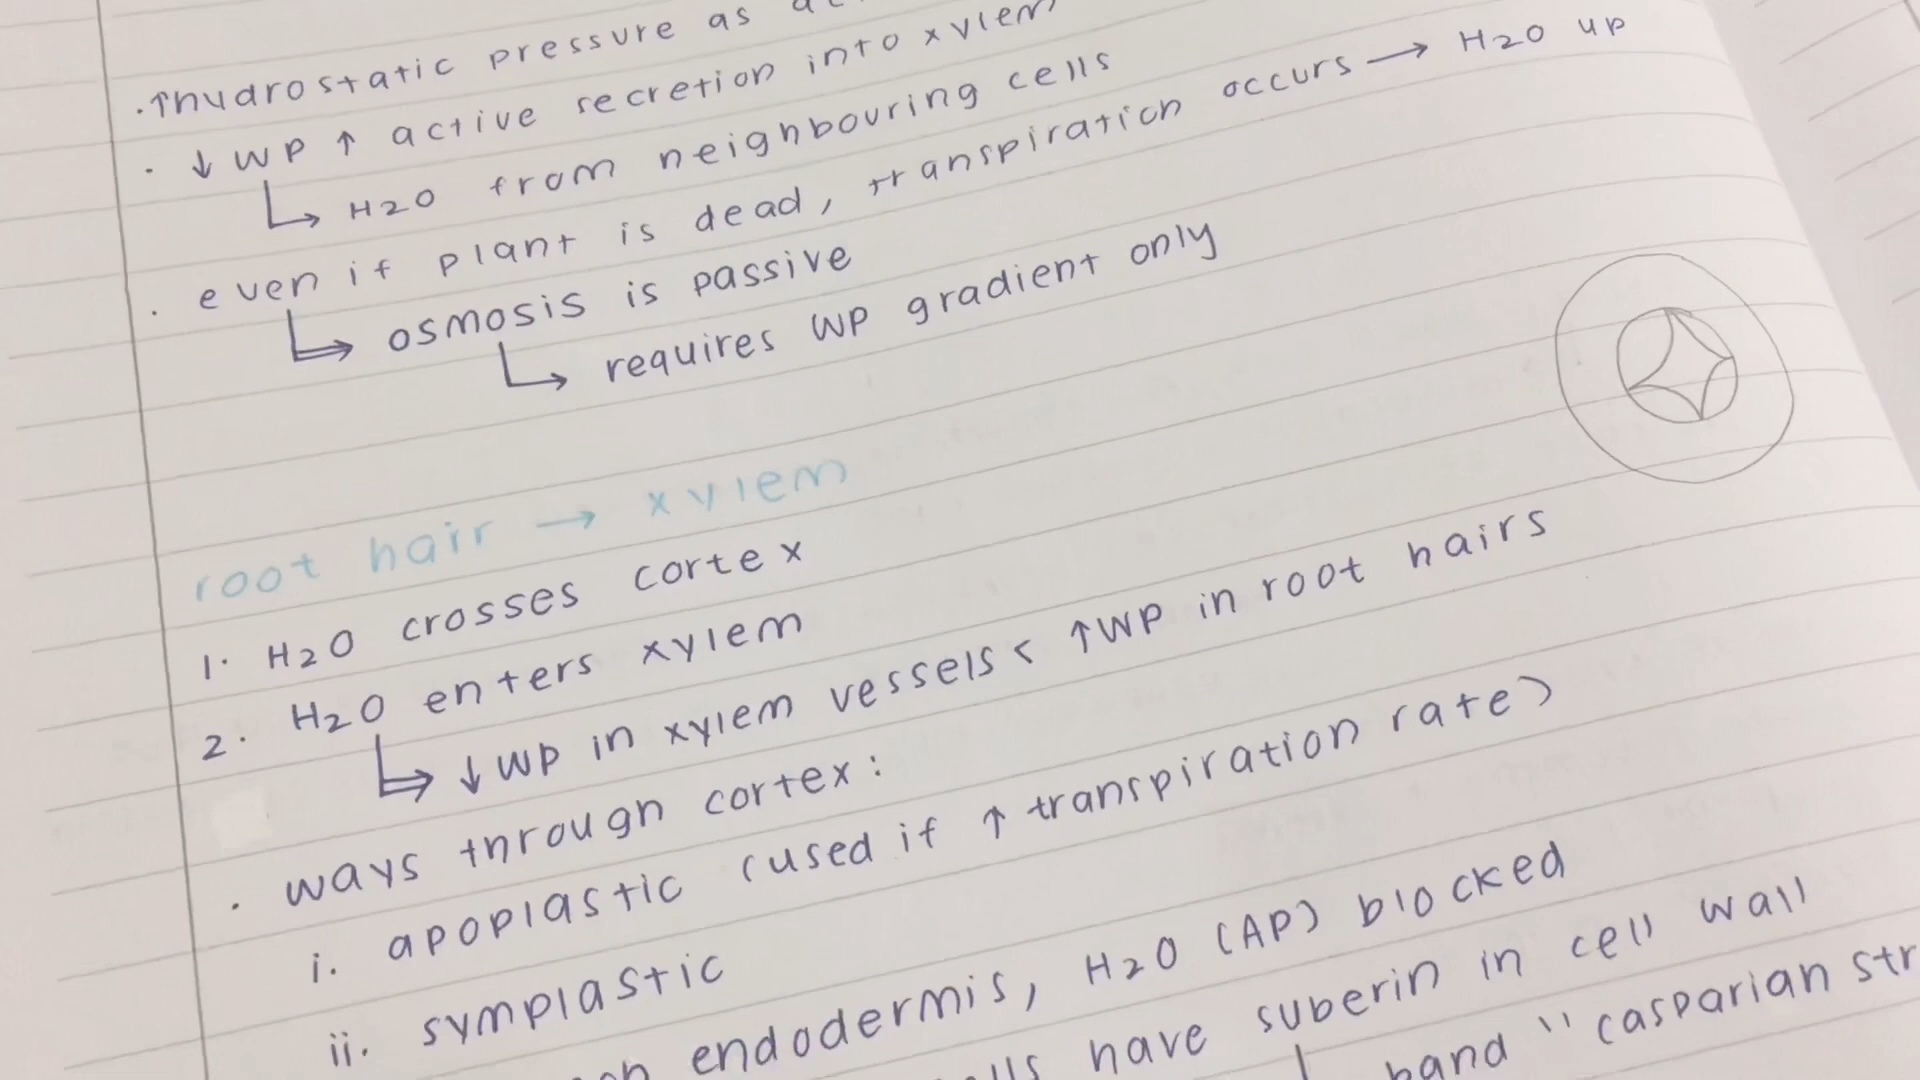 · ↑ hydrostatic pressure as
· ↓ WP ↑ active secretion into xylem
↳ H2O from neighbouring cells
· even if plant is dead, transpiration occurs → H2O up
↳ osmosis is passive
↳ requires WP gradient only
root hair → xylem
1. H2O crosses cortex
2. H2O enters xylem
↳ ↓ WP in xylem vessels < ↑WP in root hairs
· ways through cortex:
i. apoplastic (used if ↑ transpiration rate)
ii. symplastic
endodermis, H2O (AP) blocked
have suberin in cell wall
band "casparian